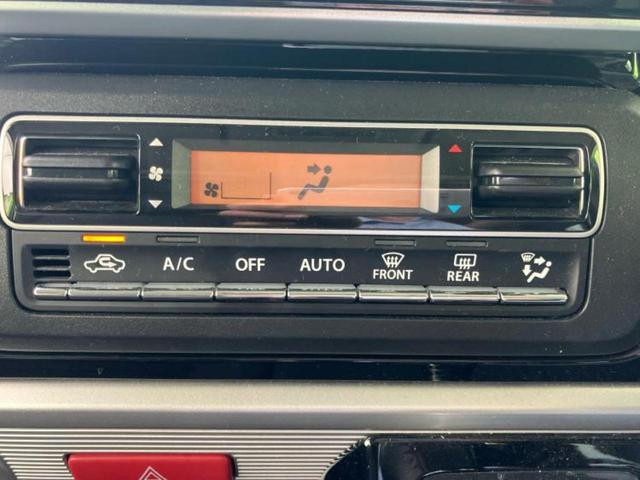 A/C OFF AUTO FRONT REAR